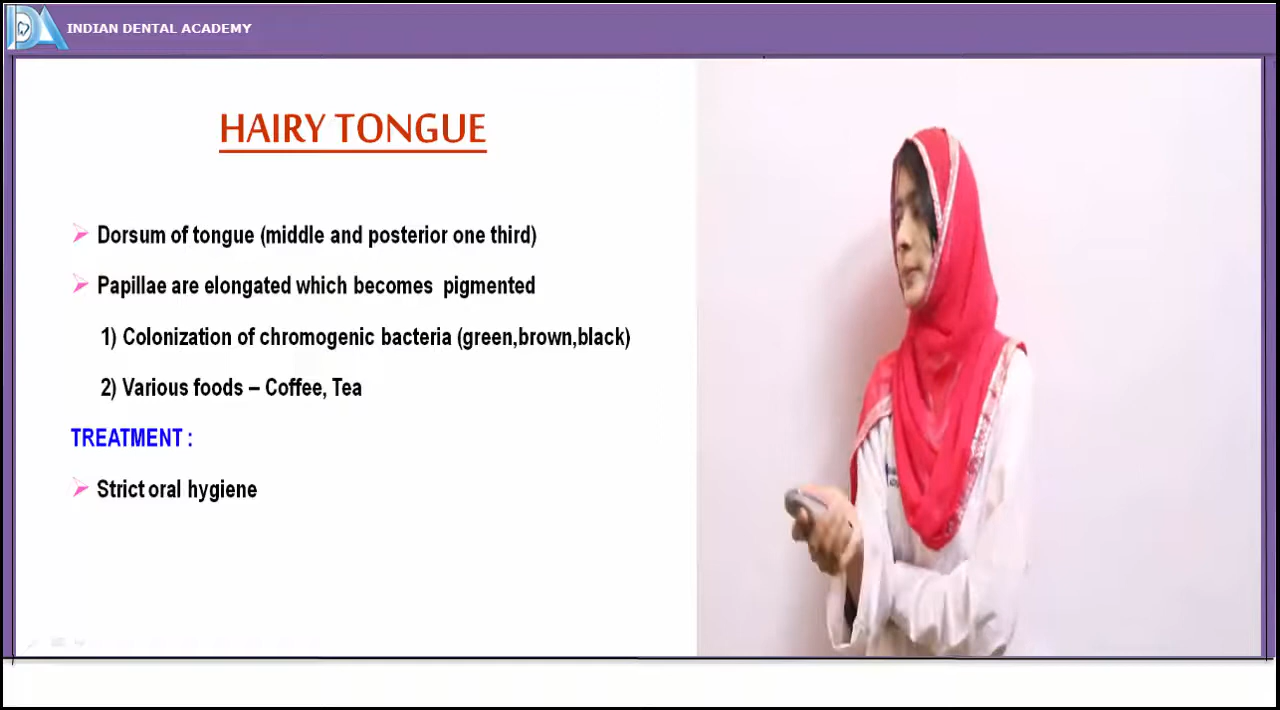 INDIAN DENTAL ACADEMY
HAIRY TONGUE
Dorsum of tongue (middle and posterior one third)
Papillae are elongated which becomes pigmented
1) Colonization of chromogenic bacteria (green,brown,black)
2) Various foods – Coffee, Tea
TREATMENT :
Strict oral hygiene